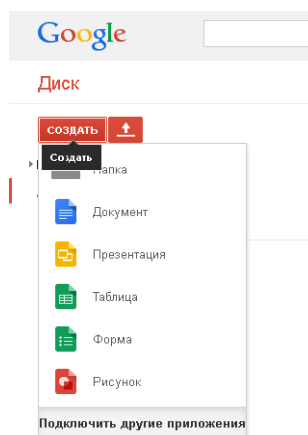 Google
Диск
СОЗДАТЬ
Создать
Папка
Документ
Презентация
Таблица
Форма
Рисунок
Подключить другие приложения